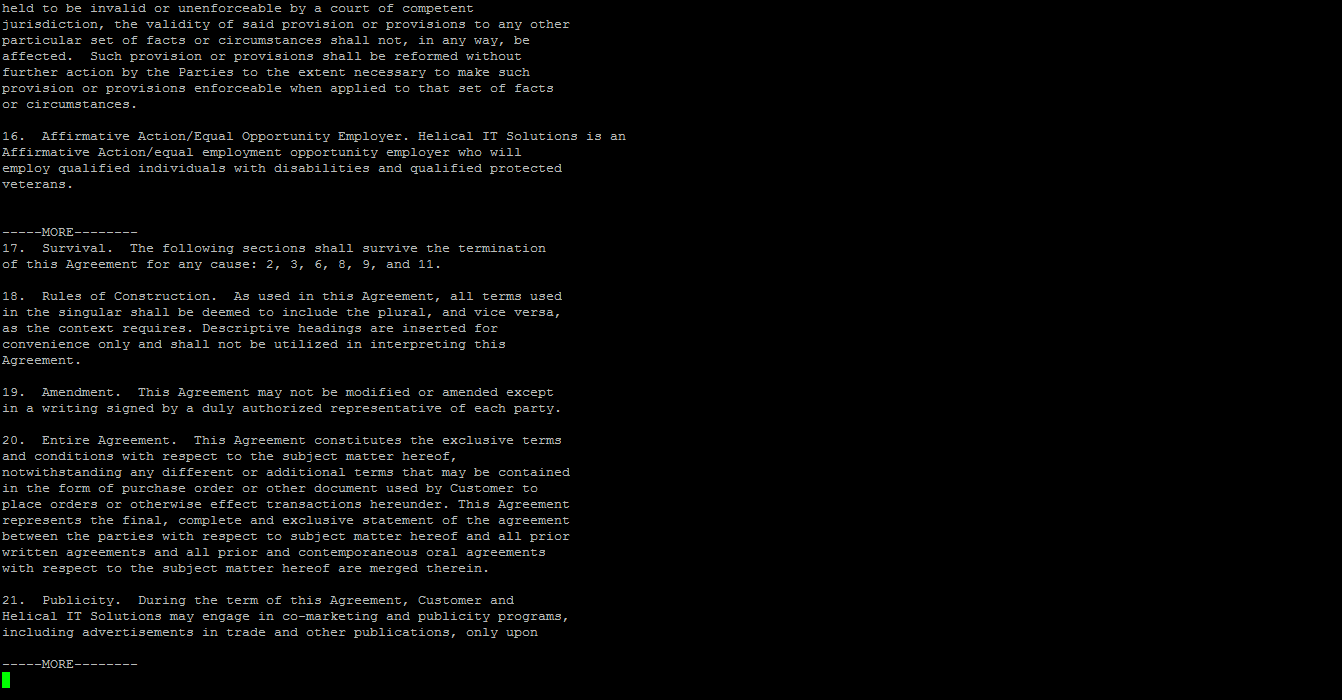 held to be invalid or unenforceable by a court of competent
jurisdiction, the validity of said provision or provisions to any other
particular set of facts or circumstances shall not, in any way, be
affected.  Such provision or provisions shall be reformed without
further action by the Parties to the extent necessary to make such
provision or provisions enforceable when applied to that set of facts
or circumstances.
16.  Affirmative Action/Equal Opportunity Employer. Helical IT Solutions is an
Affirmative Action/equal employment opportunity employer who will
employ qualified individuals with disabilities and qualified protected
veterans.
-----MORE--------
17.  Survival.  The following sections shall survive the termination
of this Agreement for any cause: 2, 3, 6, 8, 9, and 11.
18.  Rules of Construction.  As used in this Agreement, all terms used
in the singular shall be deemed to include the plural, and vice versa,
as the context requires. Descriptive headings are inserted for
convenience only and shall not be utilized in interpreting this
Agreement.
19.  Amendment.  This Agreement may not be modified or amended except
in a writing signed by a duly authorized representative of each party.
20.  Entire Agreement.  This Agreement constitutes the exclusive terms
and conditions with respect to the subject matter hereof,
notwithstanding any different or additional terms that may be contained
in the form of purchase order or other document used by Customer to
place orders or otherwise effect transactions hereunder. This Agreement
represents the final, complete and exclusive statement of the agreement
between the parties with respect to subject matter hereof and all prior
written agreements and all prior and contemporaneous oral agreements
with respect to the subject matter hereof are merged therein.
21.  Publicity.  During the term of this Agreement, Customer and
Helical IT Solutions may engage in co-marketing and publicity programs,
including advertisements in trade and other publications, only upon
-----MORE--------